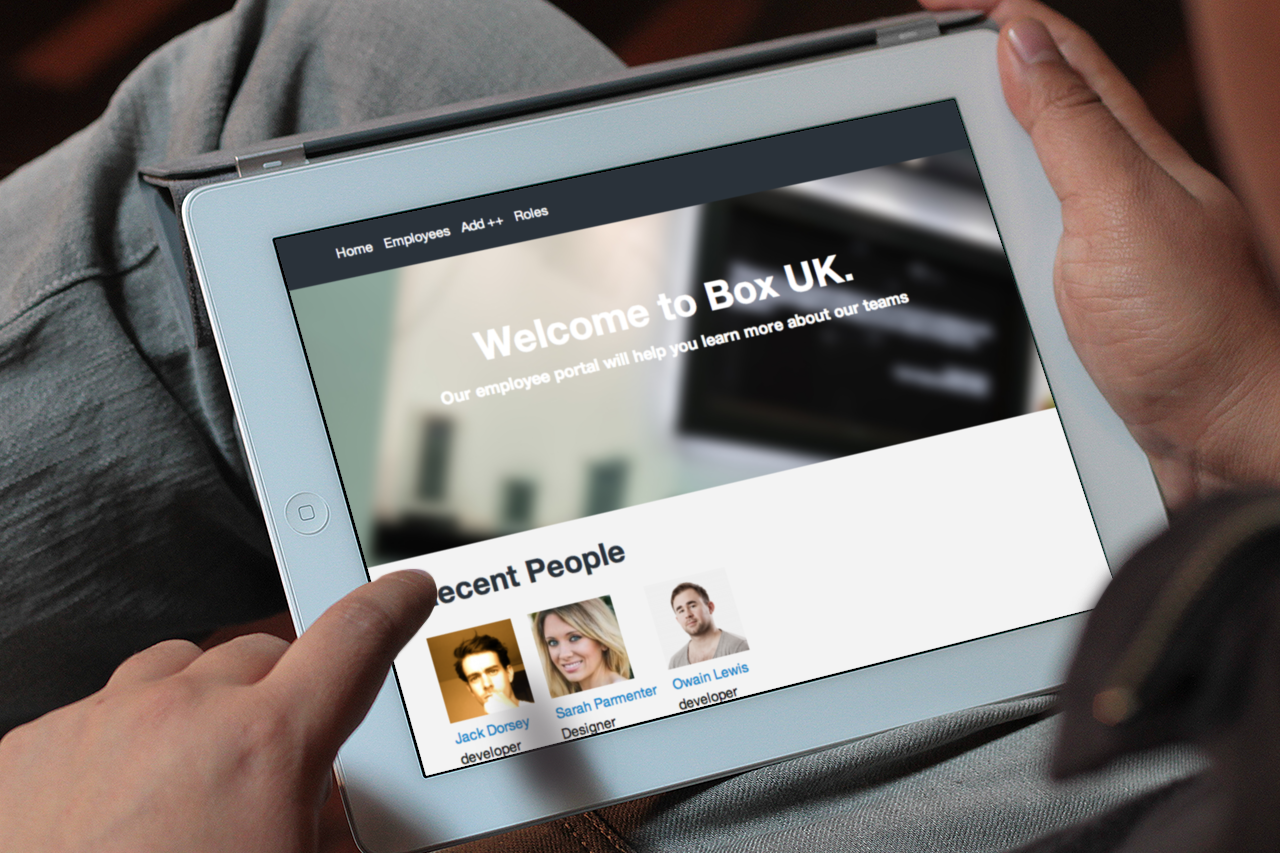 Home Employees Add ++ Roles
Welcome to Box UK.
Our employee portal will help you learn more about our teams
ecent People
Jack Dorsey
developer
Sarah Parmenter
Designer
Owain Lewis
developer